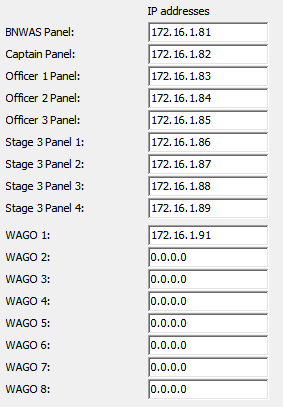 IP addresses
BNWAS Panel: 172.16.1.81
Captain Panel: 172.16.1.82
Officer 1 Panel: 172.16.1.83
Officer 2 Panel: 172.16.1.84
Officer 3 Panel: 172.16.1.85
Stage 3 Panel 1: 172.16.1.86
Stage 3 Panel 2: 172.16.1.87
Stage 3 Panel 3: 172.16.1.88
Stage 3 Panel 4: 172.16.1.89
WAGO 1: 172.16.1.91
WAGO 2: 0.0.0.0
WAGO 3: 0.0.0.0
WAGO 4: 0.0.0.0
WAGO 5: 0.0.0.0
WAGO 6: 0.0.0.0
WAGO 7: 0.0.0.0
WAGO 8: 0.0.0.0